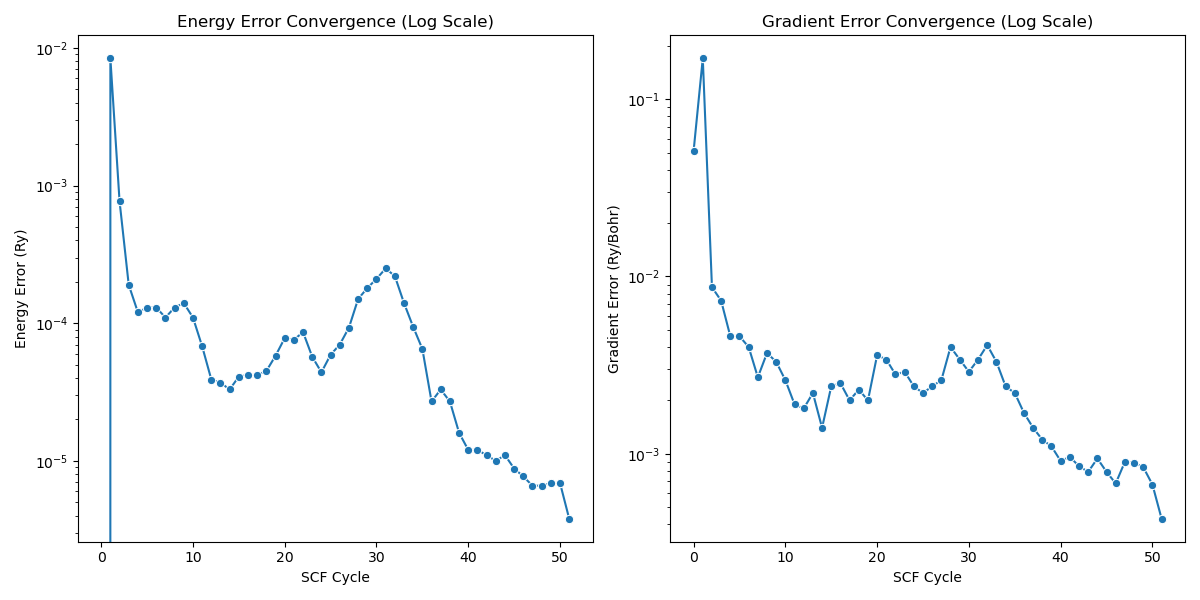 Energy Error Convergence (Log Scale)
Energy Error (Ry)
10⁻²
10⁻³
10⁻⁴
10⁻⁵
0 10 20 30 40 50
SCF Cycle
Gradient Error Convergence (Log Scale)
Gradient Error (Ry/Bohr)
10⁻¹
10⁻²
10⁻³
0 10 20 30 40 50
SCF Cycle